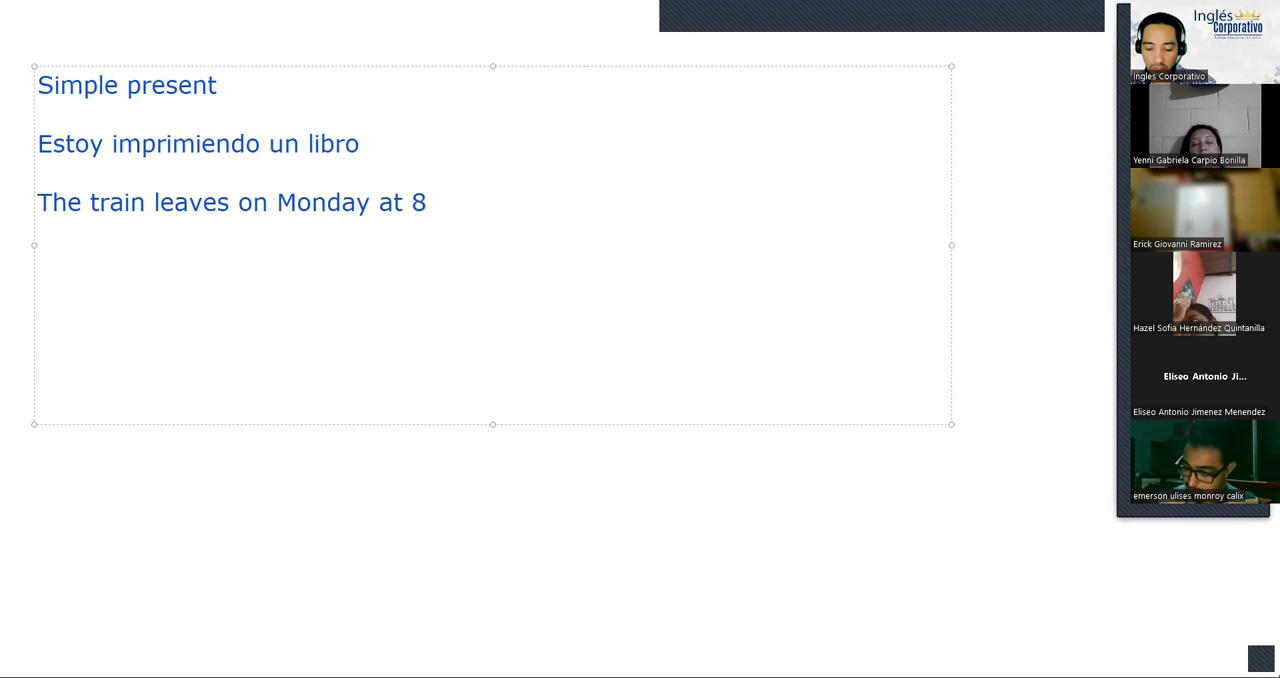 Simple present
Estoy imprimiendo un libro
The train leaves on Monday at 8
Inglés
Corporativo
Ingles Corporativo
Yenni Gabriela Carpio Bonilla
Erick Giovanni Ramirez
Hazel Sofia Hernández Quintanilla
Eliseo Antonio Ji...
Eliseo Antonio Jimenez Menendez
emerson ulises monroy calix